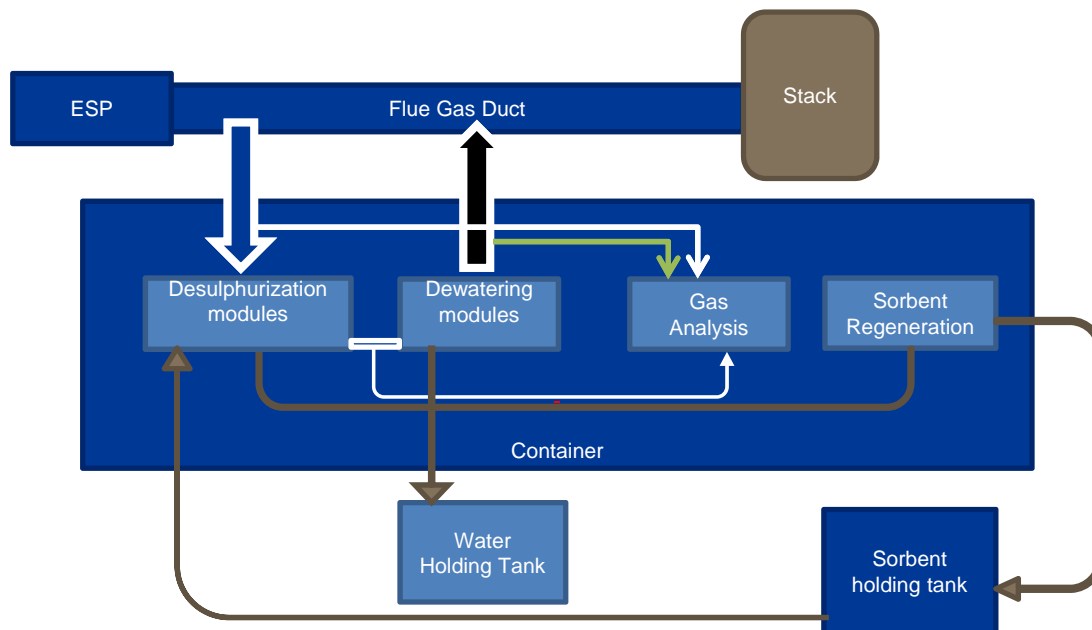 ESP
Flue Gas Duct
Stack
Desulphurization
modules
Dewatering
modules
Gas
Analysis
Sorbent
Regeneration
Container
Water
Holding Tank
Sorbent
holding tank